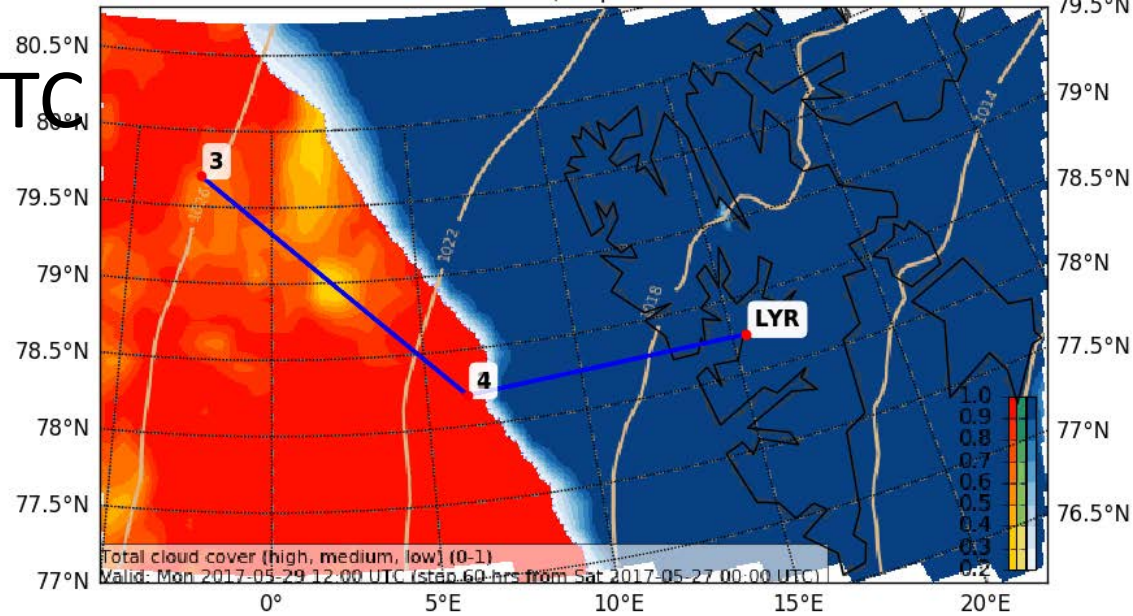 TC
80.5°N
80°N
79.5°N
79°N
78.5°N
78°N
77.5°N
77°N
79.5°N
79°N
78.5°N
78°N
77.5°N
77°N
76.5°N
3
4
LYR
1022
1018
1014
1.0
0.9
0.8
0.7
0.6
0.5
0.4
0.3
0.2
Total cloud cover (high, medium, low) (0-1)
Valid: Mon 2017-05-29 12:00 UTC (step 60 hrs from Sat 2017-05-27 00:00 UTC)
0°
5°E
10°E
15°E
20°E